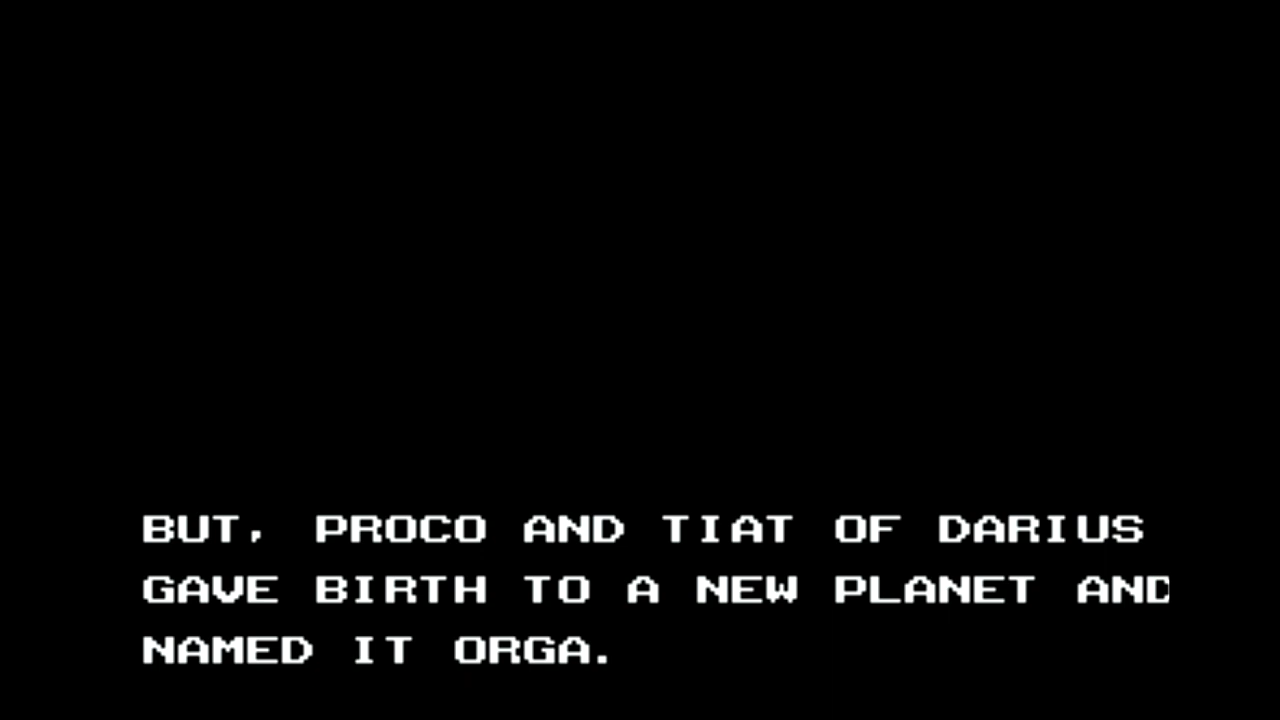 BUT, PROCO AND TIAT OF DARIUS
GAVE BIRTH TO A NEW PLANET AND
NAMED IT ORGA.